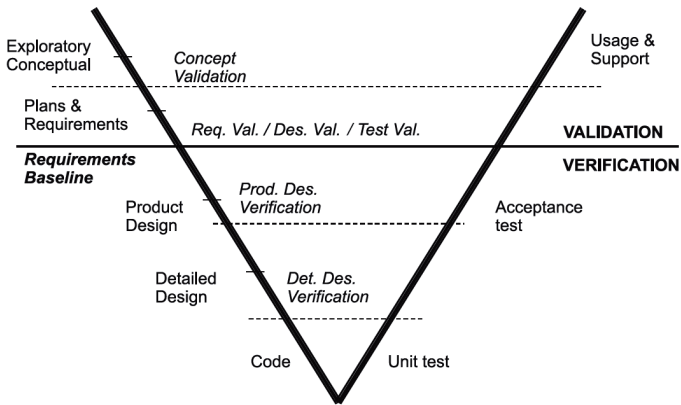 Exploratory
Conceptual
Concept
Validation
Usage &
Support
Plans &
Requirements
Req. Val. / Des. Val. / Test Val.
VALIDATION
Requirements
Baseline
VERIFICATION
Prod. Des.
Verification
Product
Design
Acceptance
test
Detailed
Design
Det. Des.
Verification
Code
Unit test